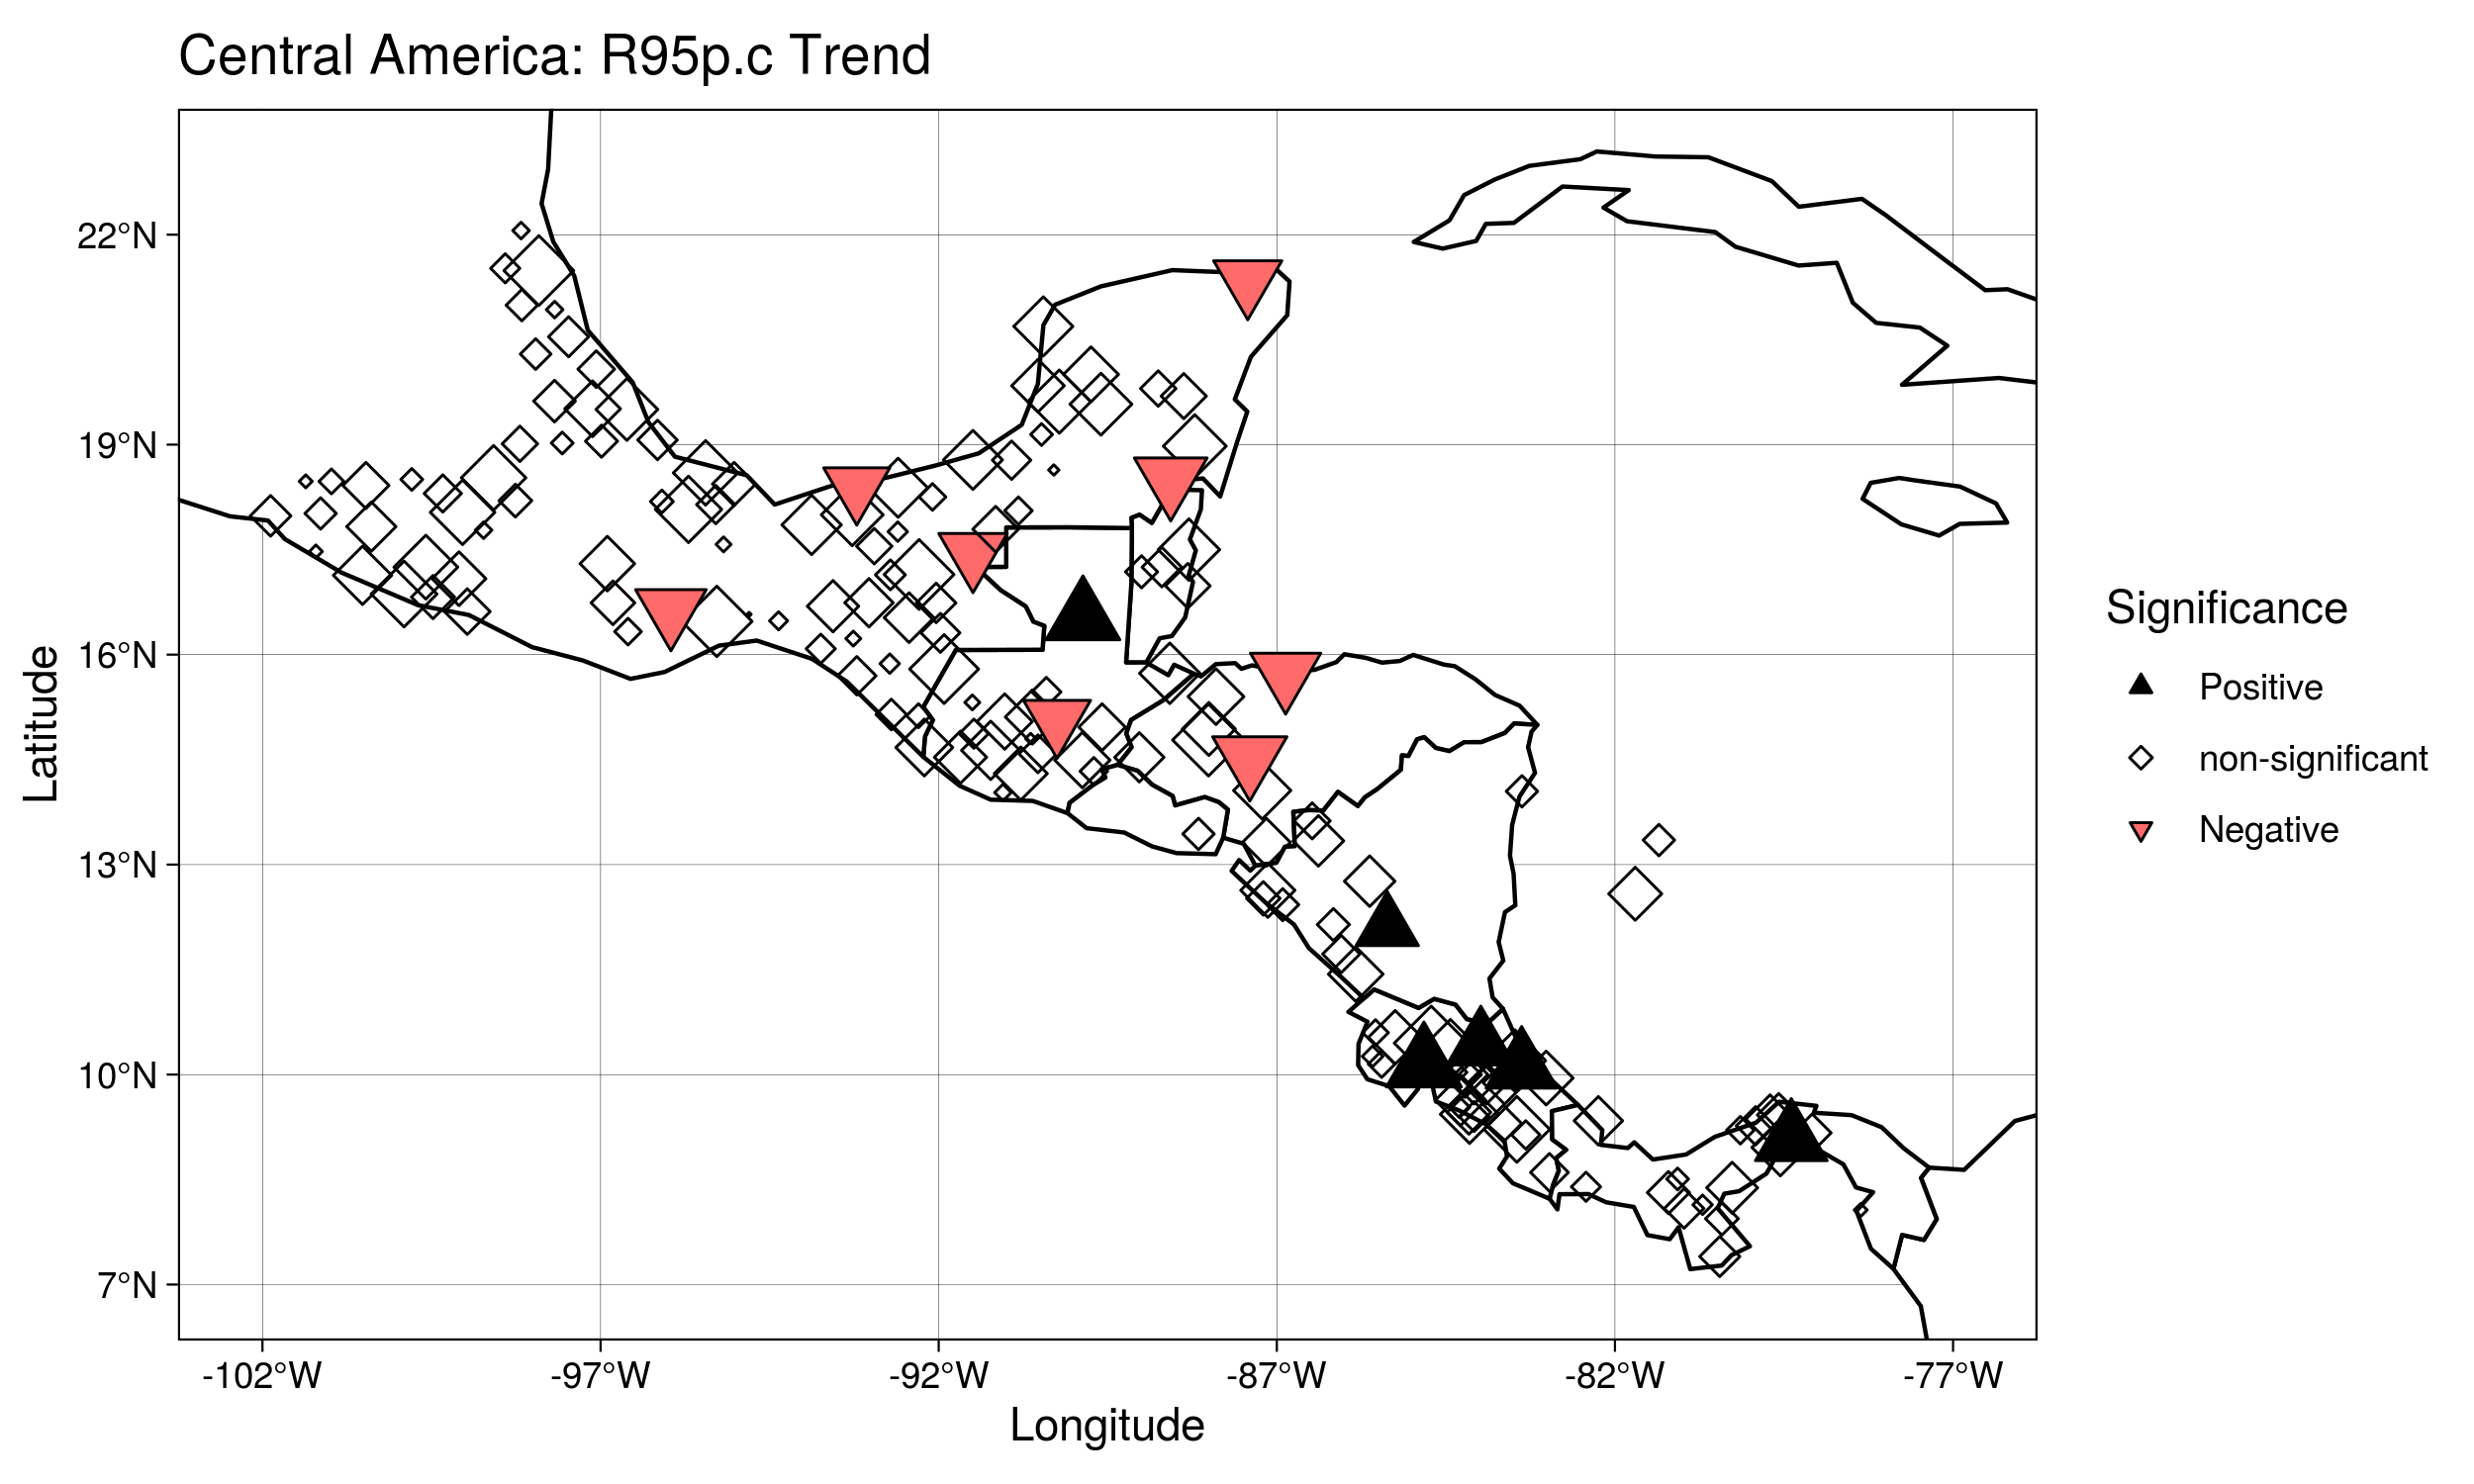 Central America: R95p.c Trend
22°N
19°N
16°N
13°N
10°N
7°N
Latitude
-102°W
-97°W
-92°W
-87°W
-82°W
-77°W
Longitude
Significance
Positive
non-significant
Negative